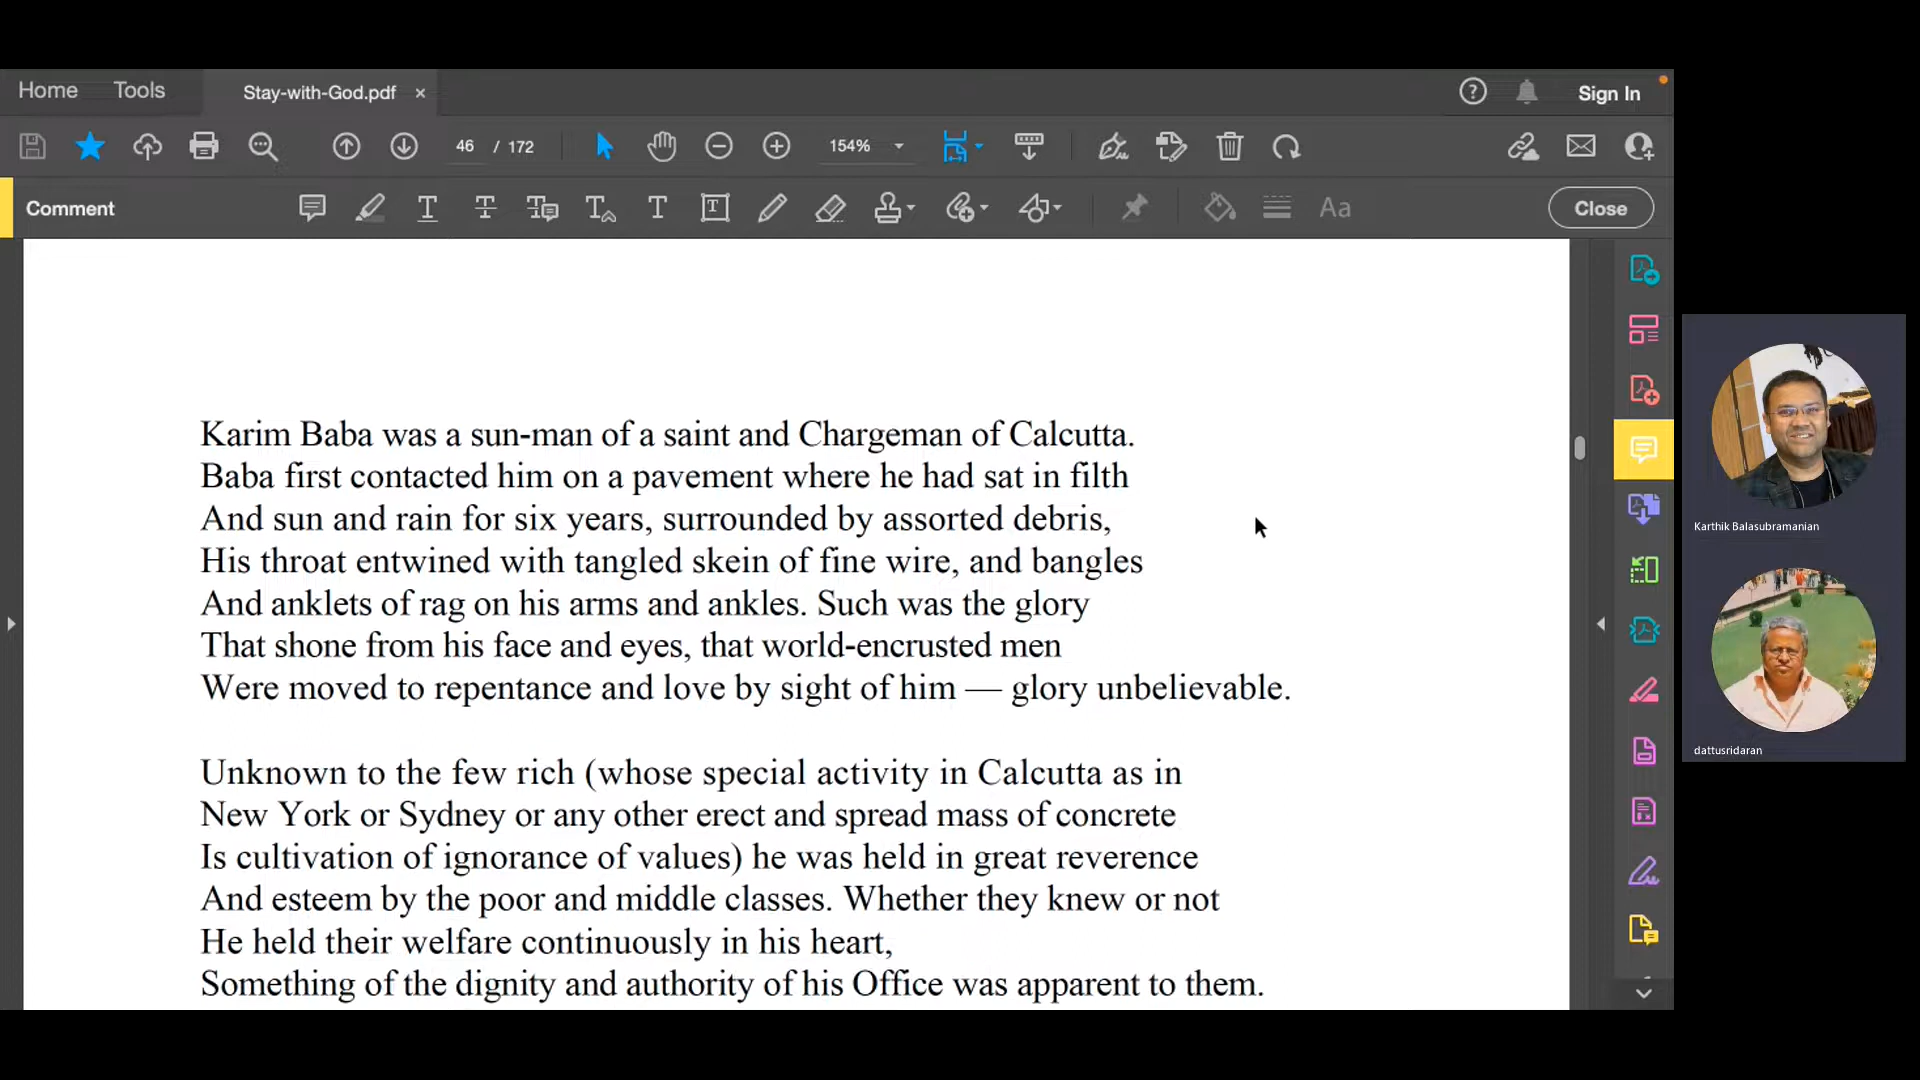 Home Tools Stay-with-God.pdf × Sign In
46 / 172 154%
Comment Aa Close
Karim Baba was a sun-man of a saint and Chargeman of Calcutta.
Baba first contacted him on a pavement where he had sat in filth
And sun and rain for six years, surrounded by assorted debris,
His throat entwined with tangled skein of fine wire, and bangles
And anklets of rag on his arms and ankles. Such was the glory
That shone from his face and eyes, that world-encrusted men
Were moved to repentance and love by sight of him — glory unbelievable.
Unknown to the few rich (whose special activity in Calcutta as in
New York or Sydney or any other erect and spread mass of concrete
Is cultivation of ignorance of values) he was held in great reverence
And esteem by the poor and middle classes. Whether they knew or not
He held their welfare continuously in his heart,
Something of the dignity and authority of his Office was apparent to them.
Karthik Balasubramanian
dattusridaran